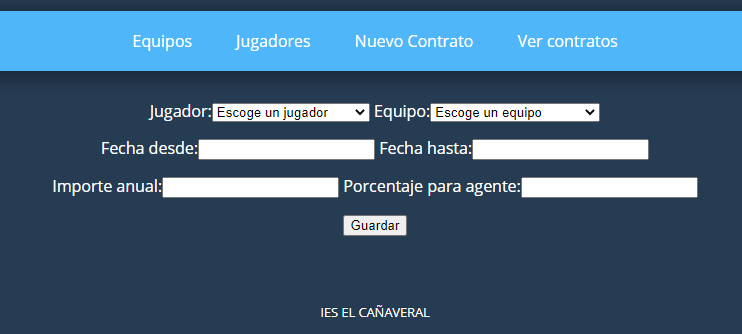 Equipos Jugadores Nuevo Contrato Ver contratos
Jugador: Escoge un jugador Equipo: Escoge un equipo
Fecha desde: Fecha hasta:
Importe anual: Porcentaje para agente:
Guardar
IES EL CAÑAVERAL